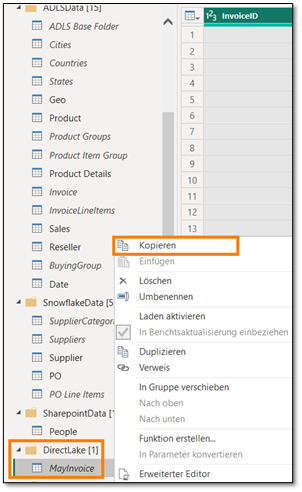 ADLSData [15]
ADLS Base Folder
Cities
Countries
States
Geo
Product
Product Groups
Product Item Group
Product Details
Invoice
InvoiceLineItems
Sales
Reseller
BuyingGroup
Date
SnowflakeData [5
SupplierCategor
Suppliers
Supplier
PO
PO Line Items
SharepointData [1
People
DirectLake [1]
MayInvoice
1²3 InvoiceID
1
2
3
4
5
6
7
8
9
10
11
12
13
Kopieren
Einfügen
Löschen
Umbenennen
Laden aktivieren
In Berichtsaktualisierung einbeziehen
Duplizieren
Verweis
In Gruppe verschieben
Nach oben
Nach unten
Funktion erstellen...
In Parameter konvertieren
Erweiterter Editor